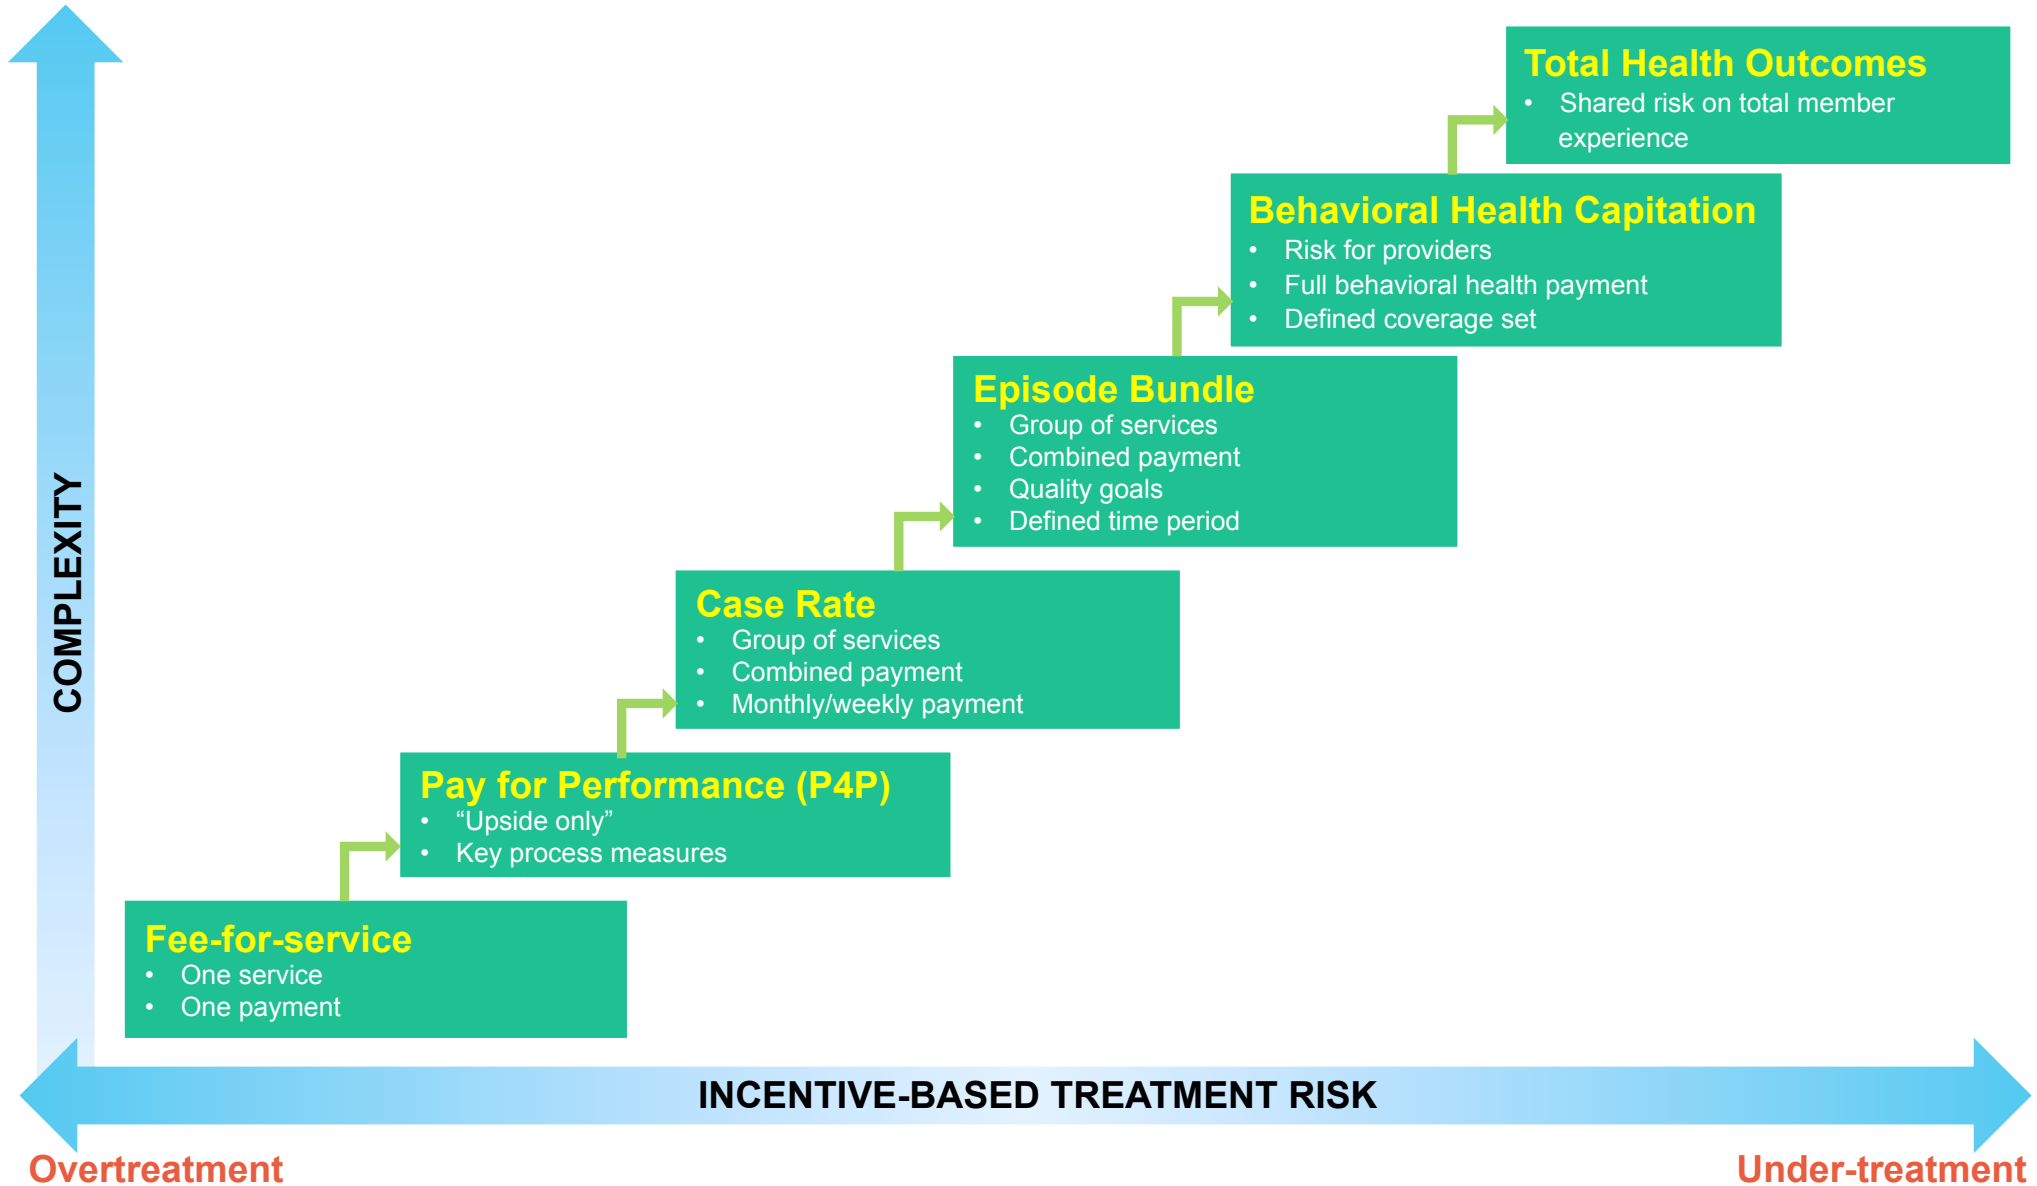 Total Health Outcomes
• Shared risk on total member
experience
Behavioral Health Capitation
• Risk for providers
• Full behavioral health payment
• Defined coverage set
Episode Bundle
• Group of services
• Combined payment
• Quality goals
• Defined time period
Case Rate
• Group of services
• Combined payment
• Monthly/weekly payment
Pay for Performance (P4P)
• “Upside only”
• Key process measures
Fee-for-service
• One service
• One payment
COMPLEXITY
INCENTIVE-BASED TREATMENT RISK
Overtreatment
Under-treatment